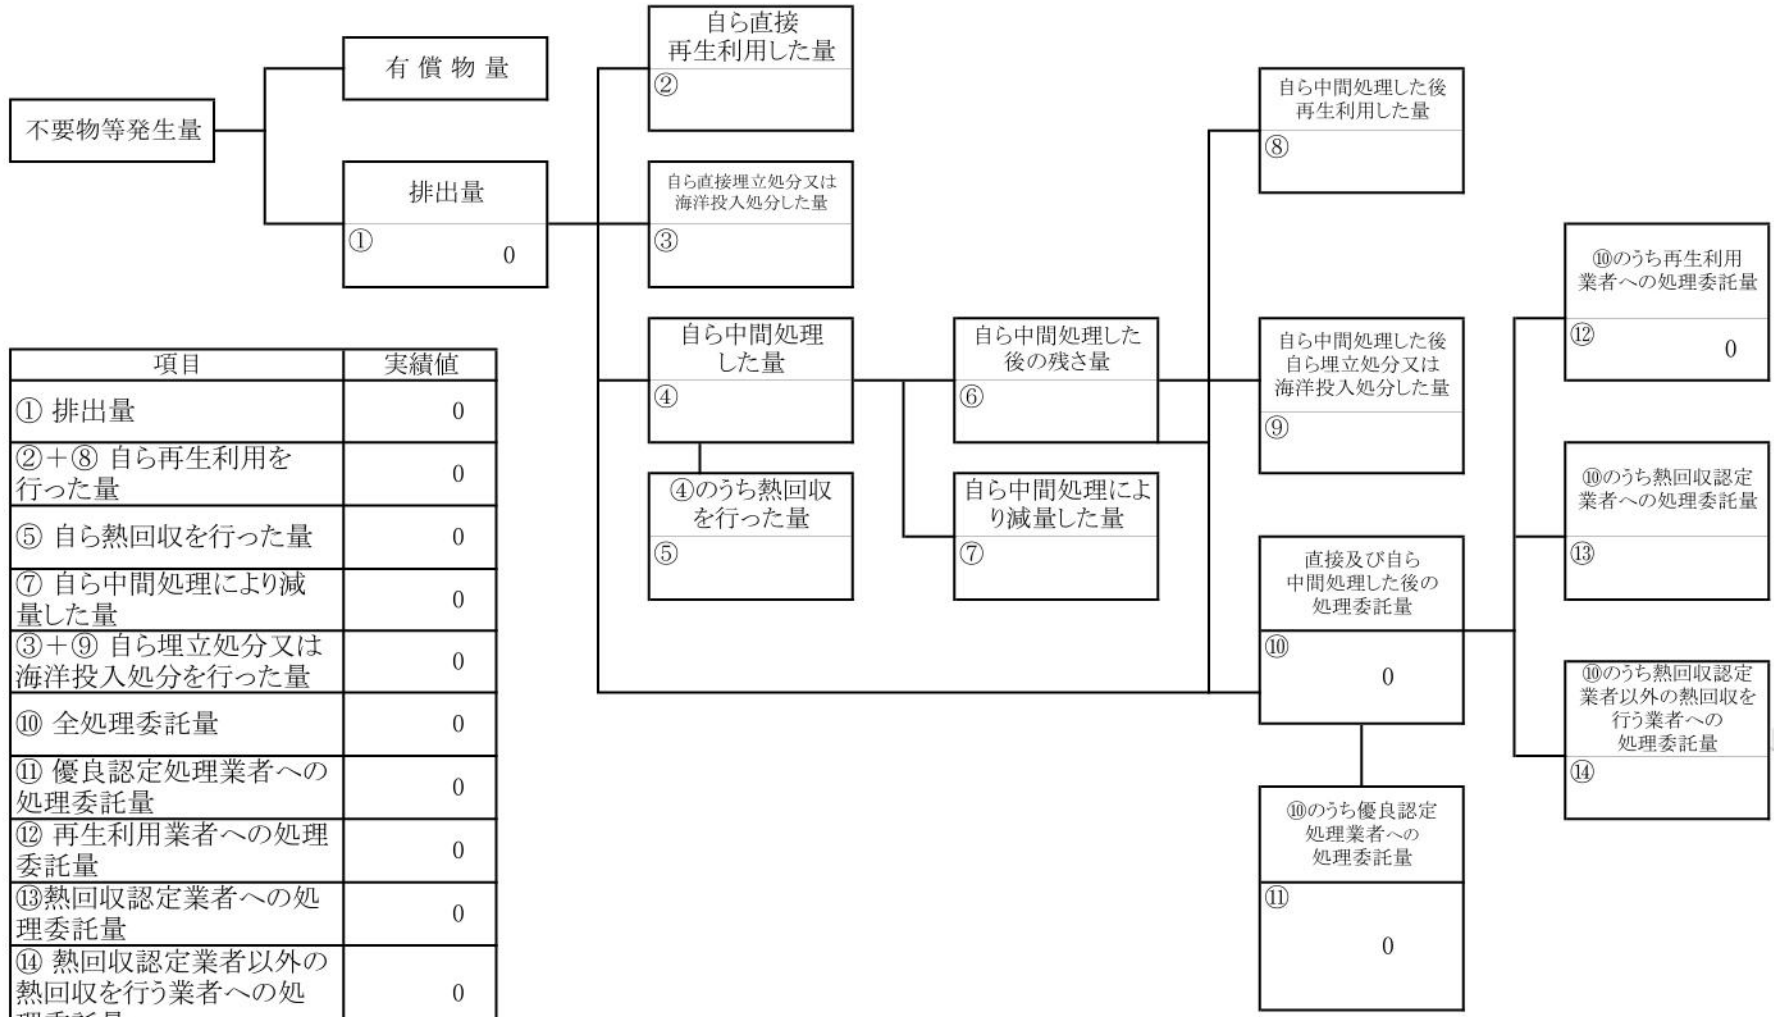 不要物等発生量
有 償 物 量
排出量
①
0
自ら直接
再生利用した量
②
自ら直接埋立処分又は
海洋投入処分した量
③
自ら中間処理
した量
④
④のうち熱回収
を行った量
⑤
自ら中間処理した
後の残さ量
⑥
自ら中間処理によ
り減量した量
⑦
自ら中間処理した後
再生利用した量
⑧
自ら中間処理した後
自ら埋立処分又は
海洋投入処分した量
⑨
直接及び自ら
中間処理した後の
処理委託量
⑩
0
⑩のうち優良認定
処理業者への
処理委託量
⑪
0
⑩のうち再生利用
業者への処理委託量
⑫
0
⑩のうち熱回収認定
業者への処理委託量
⑬
⑩のうち熱回収認定
業者以外の熱回収を
行う業者への
処理委託量
⑭
項目 実績値
① 排出量 0
②＋⑧ 自ら再生利用を
行った量 0
⑤ 自ら熱回収を行った量 0
⑦ 自ら中間処理により減
量した量 0
③＋⑨ 自ら埋立処分又は
海洋投入処分を行った量 0
⑩ 全処理委託量 0
⑪ 優良認定処理業者への
処理委託量 0
⑫ 再生利用業者への処理
委託量 0
⑬熱回収認定業者への処
理委託量 0
⑭ 熱回収認定業者以外の
熱回収を行う業者への処 0